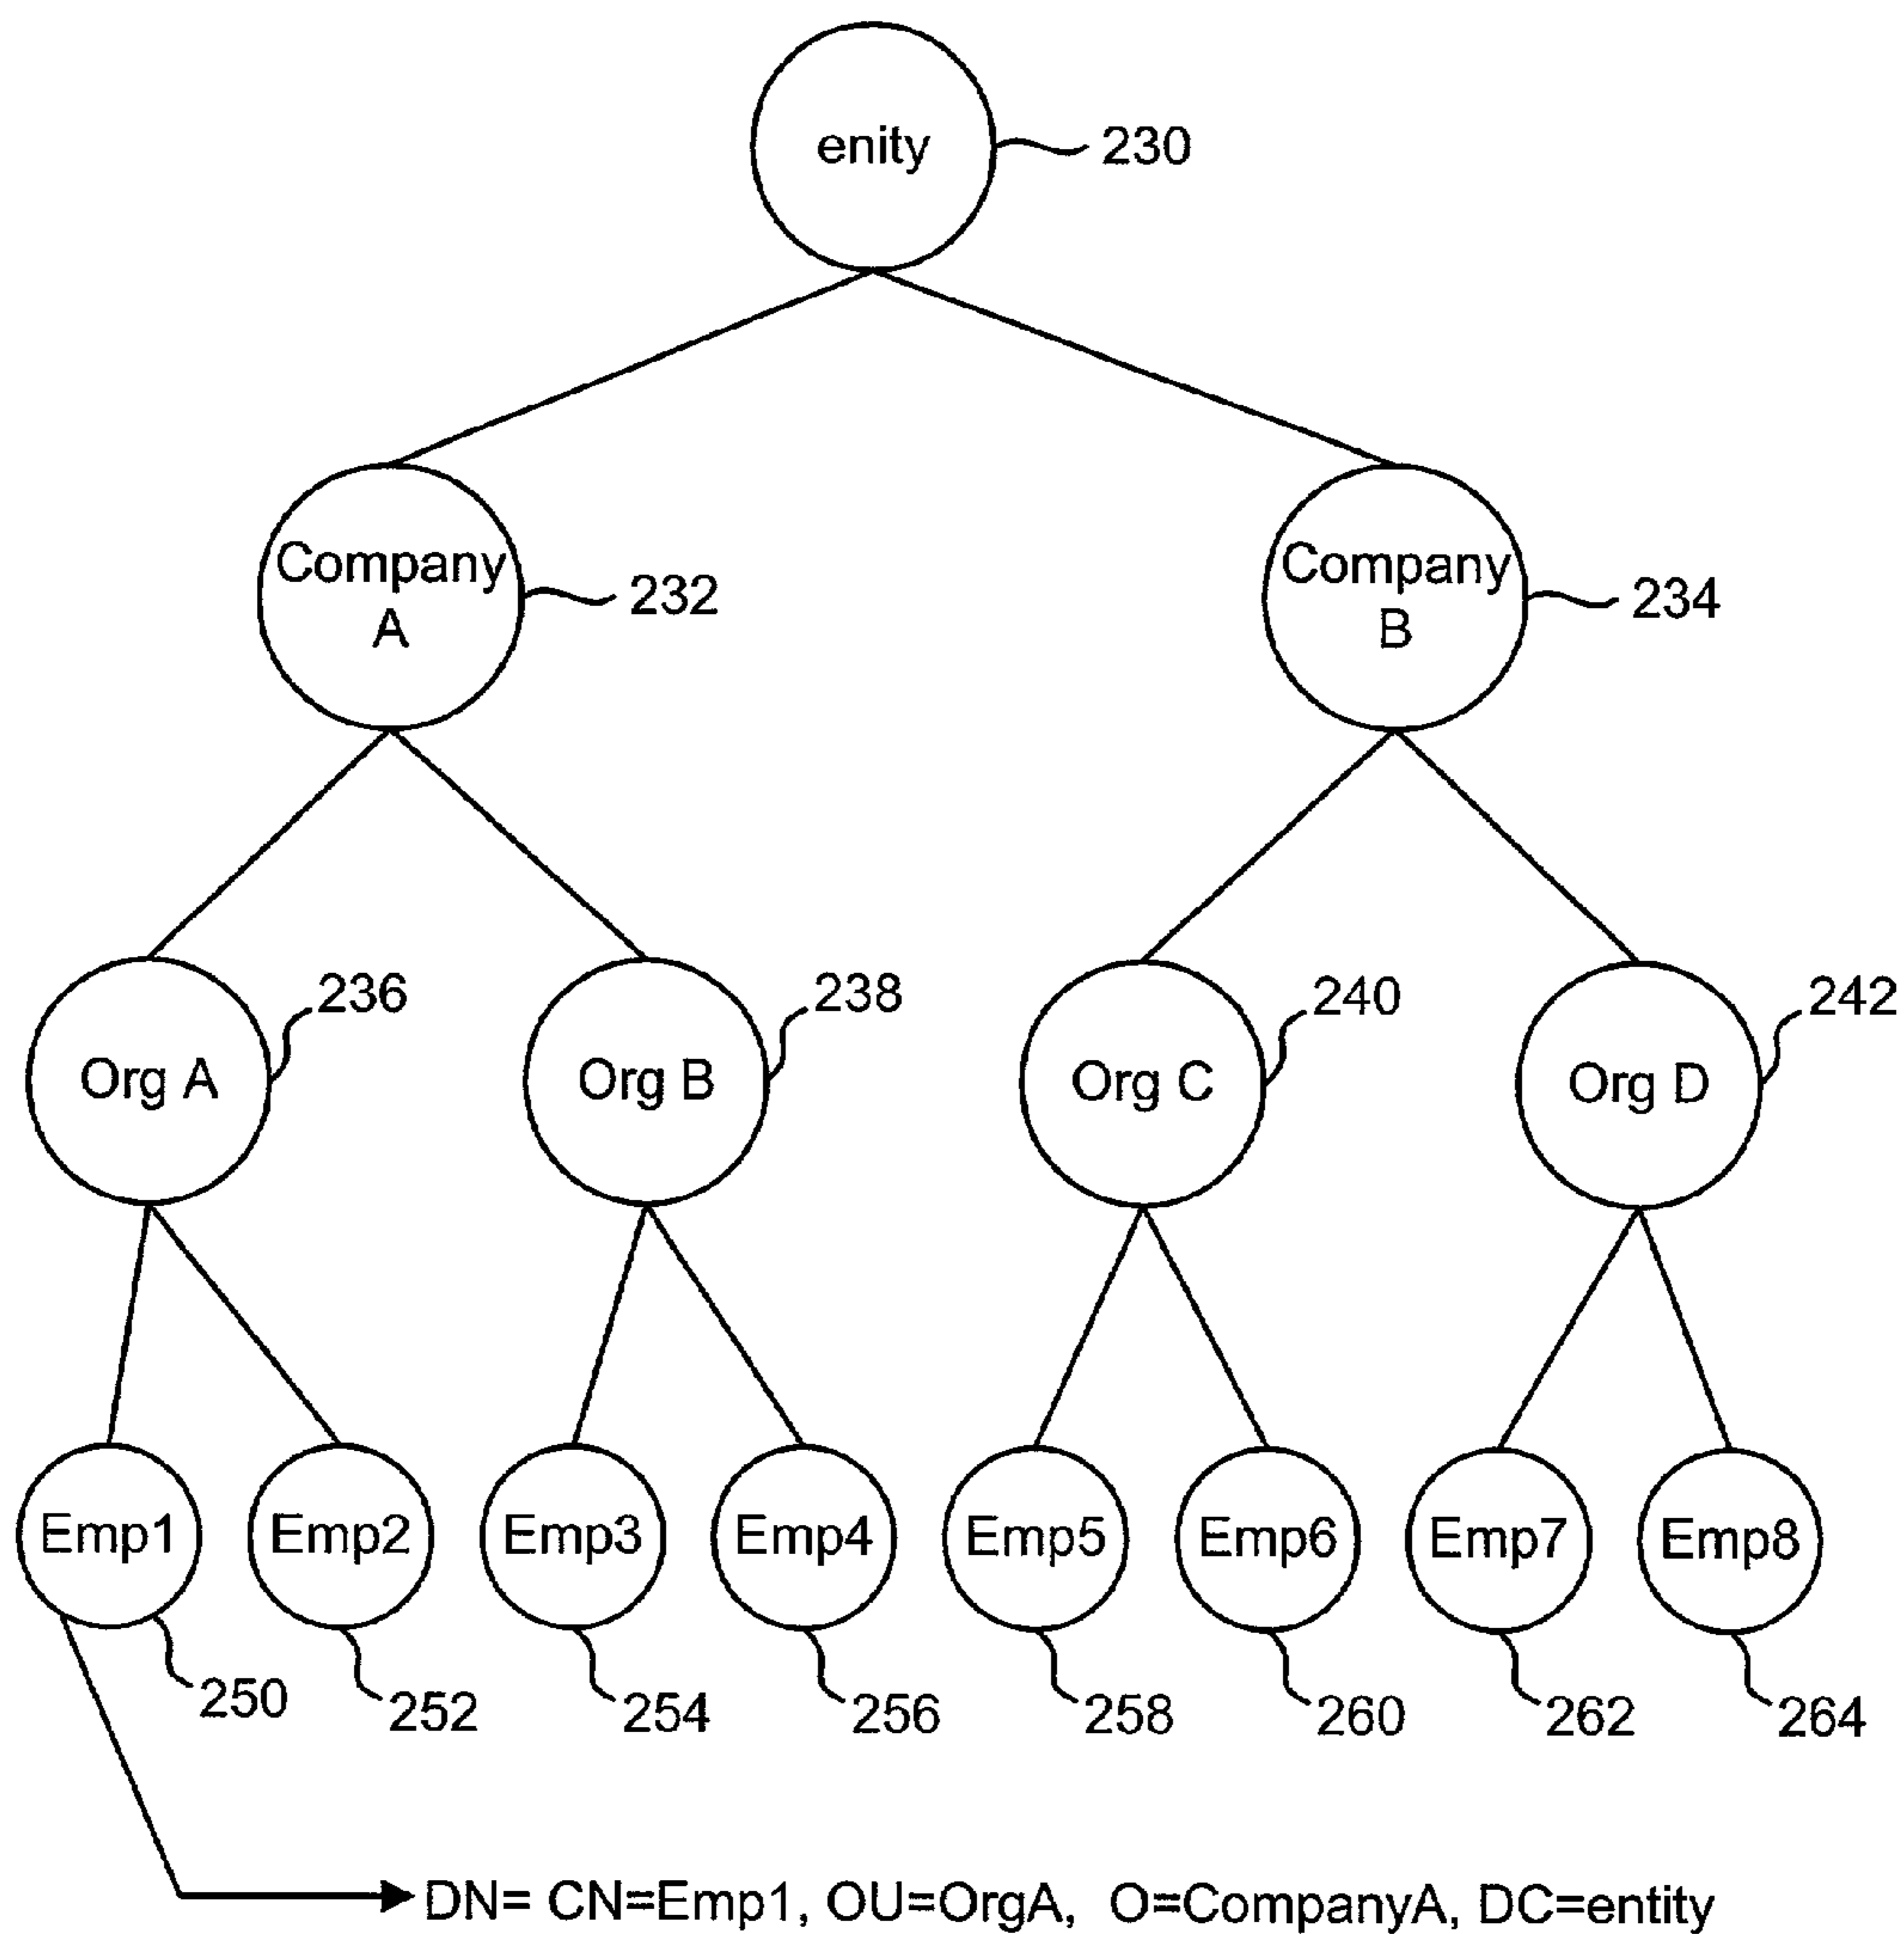 enity
230
Company
A
232
Company
B
234
Org A
236
Org B
238
Org C
240
Org D
242
Emp1
Emp2
Emp3
Emp4
Emp5
Emp6
Emp7
Emp8
250
252
254
256
258
260
262
264
DN= CN=Emp1, OU=OrgA, O=CompanyA, DC=entity